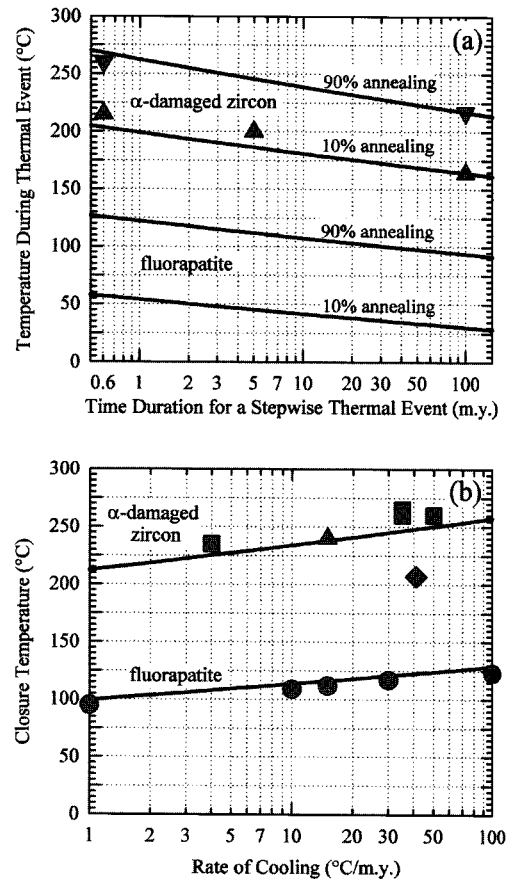 (a)
Temperature During Thermal Event (°C)
300
250
200
150
100
50
0
90% annealing
α-damaged zircon
10% annealing
90% annealing
fluorapatite
10% annealing
0.6 1 2 3 5 7 10 20 30 50 100
Time Duration for a Stepwise Thermal Event (m.y.)
(b)
Closure Temperature (°C)
300
250
200
150
100
50
0
α-damaged
zircon
fluorapatite
1 2 3 5 7 10 20 30 50 100
Rate of Cooling (°C/m.y.)